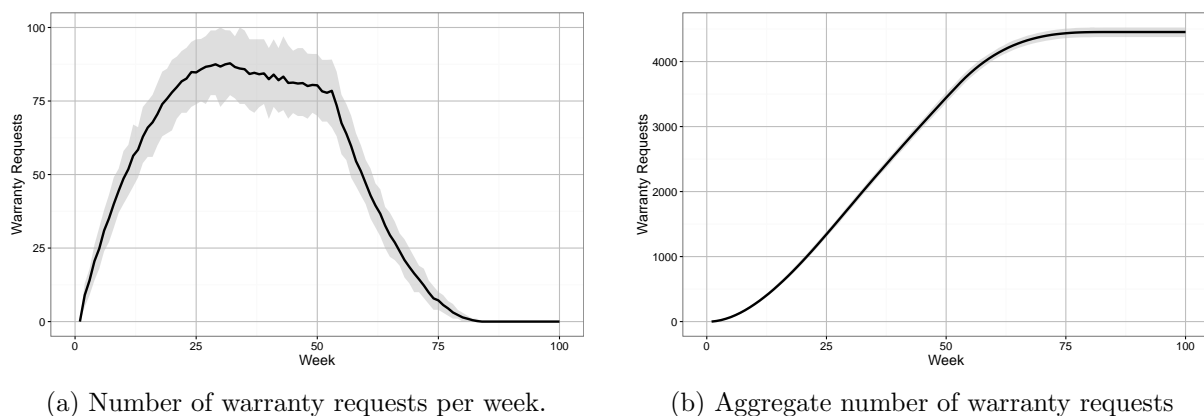 100
75
50
25
0
Warranty Requests
0 25 50 75 100
Week
(a) Number of warranty requests per week.
4000
3000
2000
1000
0
Warranty Requests
0 25 50 75 100
Week
(b) Aggregate number of warranty requests